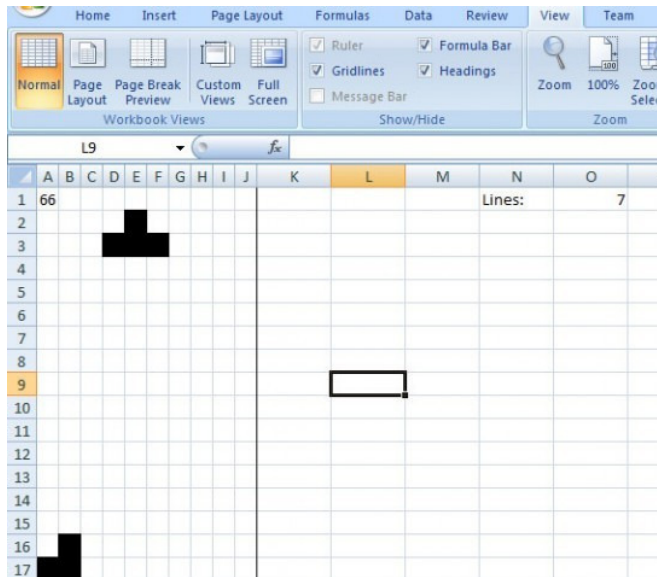 Home Insert Page Layout Formulas Data Review View Team
Ruler Formula Bar
Gridlines Headings
Message Bar
Normal Page Layout Page Break Preview Custom Views Full Screen Zoom 100%
100
Workbook Views Show/Hide Zoom
L9 fx
A B C D E F G H I J K L M N O
1 66 Lines: 7
2
3
4
5
6
7
8
9
10
11
12
13
14
15
16
17